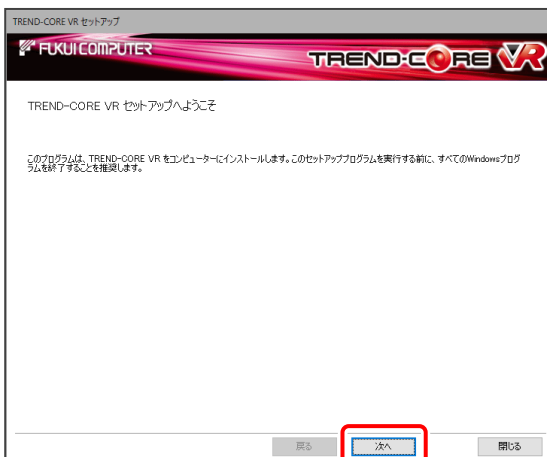 TREND-CORE VR セットアップ
FUKUI COMPUTER
TREND-CORE VR
TREND-CORE VR セットアップへようこそ
このプログラムは、TREND-CORE VR をコンピューターにインストールします。このセットアッププログラムを実行する前に、すべてのWindowsプログ
ラムを終了することを推奨します。
戻る
次へ
閉じる